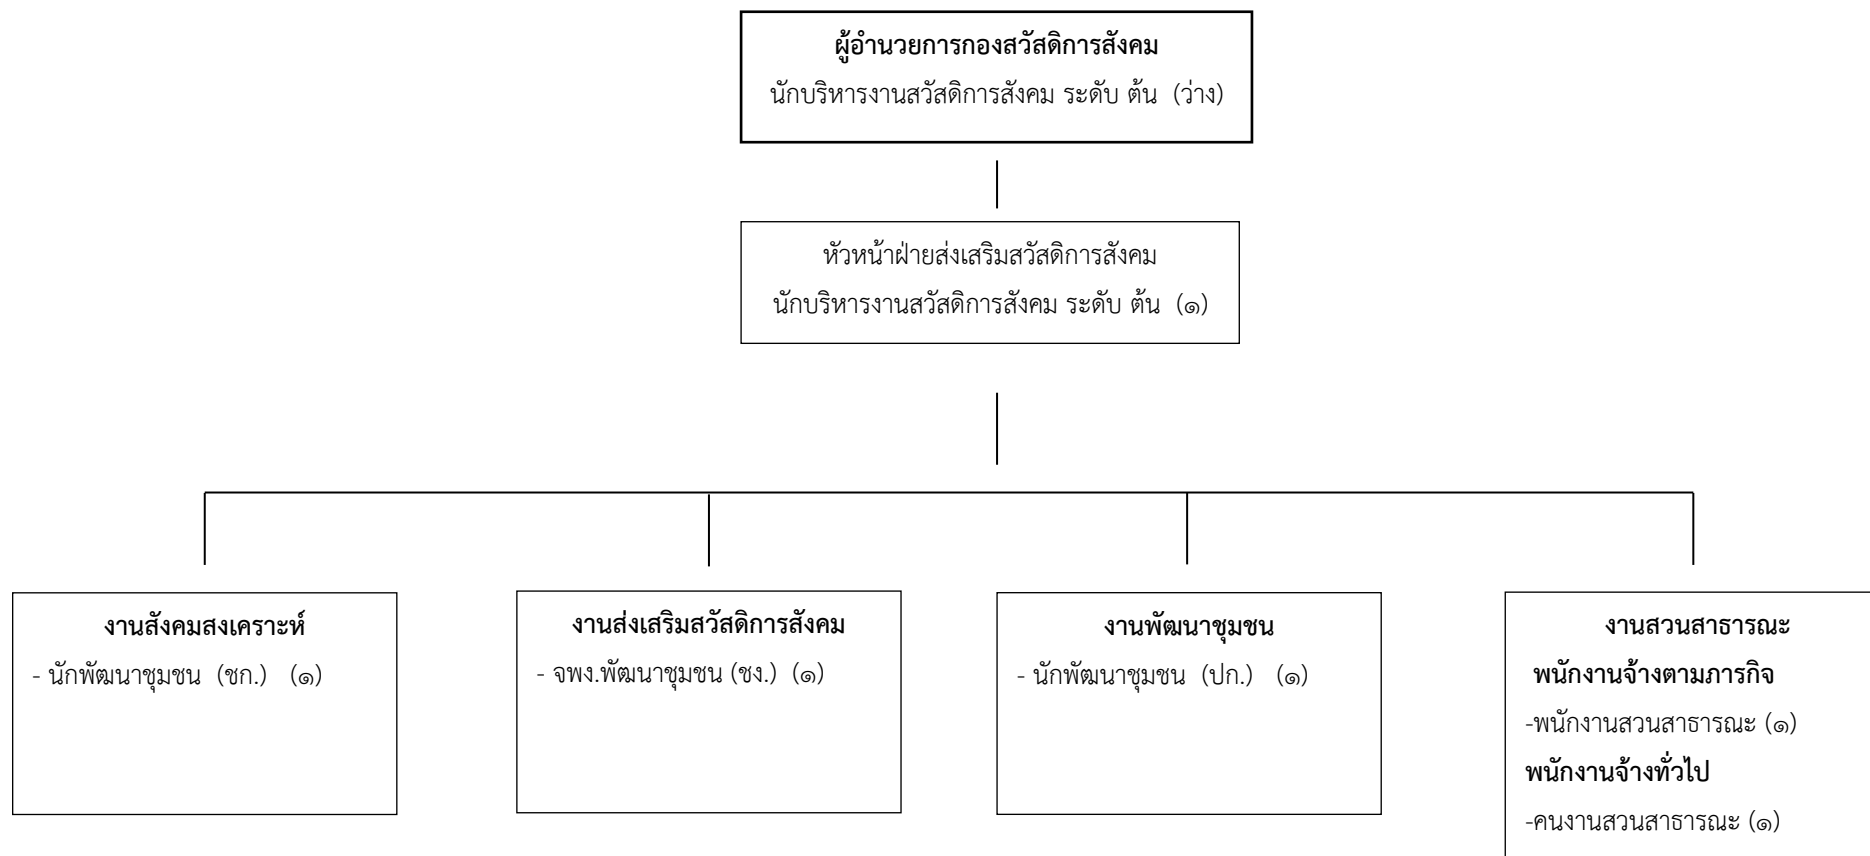 ผู้อำนวยการกองสวัสดิการสังคม
นักบริหารงานสวัสดิการสังคม ระดับ ต้น (ว่าง)
หัวหน้าฝ่ายส่งเสริมสวัสดิการสังคม
นักบริหารงานสวัสดิการสังคม ระดับ ต้น (๑)
งานสังคมสงเคราะห์
- นักพัฒนาชุมชน (ชก.) (๑)
งานส่งเสริมสวัสดิการสังคม
- จพง.พัฒนาชุมชน (ชง.) (๑)
งานพัฒนาชุมชน
- นักพัฒนาชุมชน (ปก.) (๑)
งานสวนสาธารณะ
พนักงานจ้างตามภารกิจ
-พนักงานสวนสาธารณะ (๑)
พนักงานจ้างทั่วไป
-คนงานสวนสาธารณะ (๑)